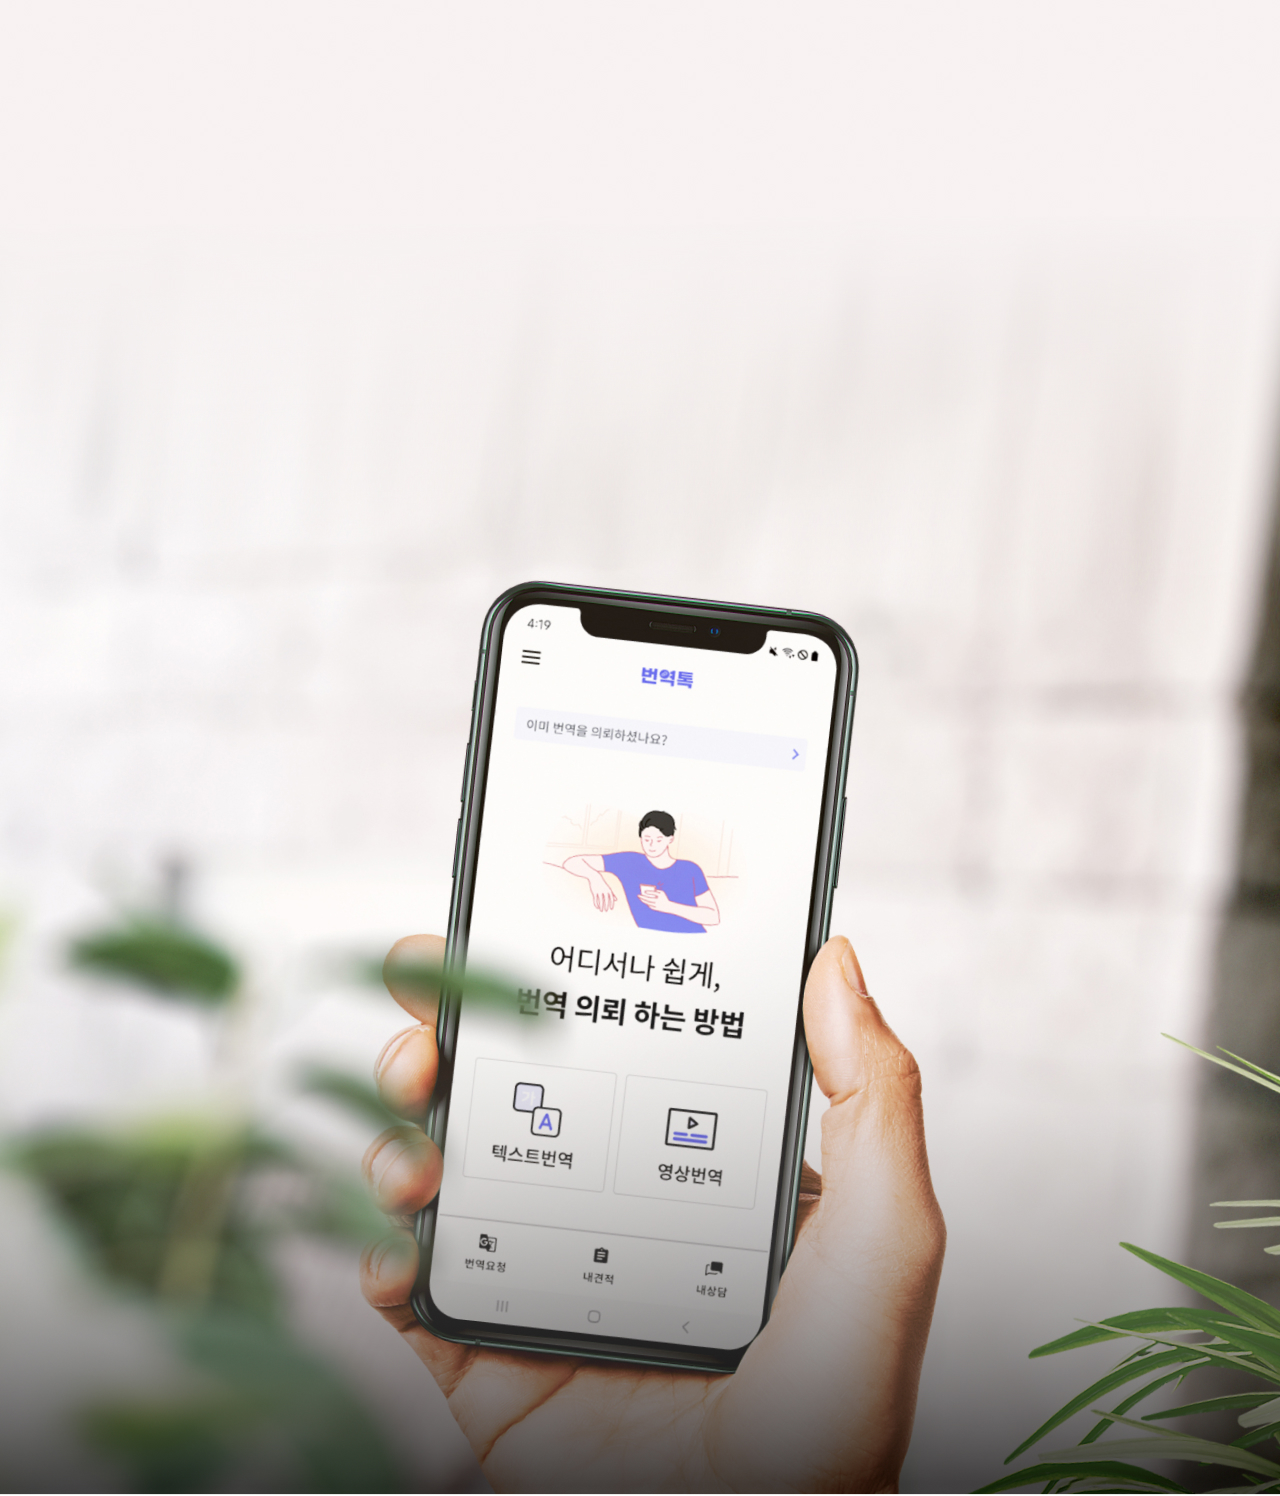 4:19
번역톡
이미 번역을 의뢰하셨나요?
어디서나 쉽게,
번역 의뢰 하는 방법
가
A
텍스트번역
영상번역
번역요청
내견적
내상담